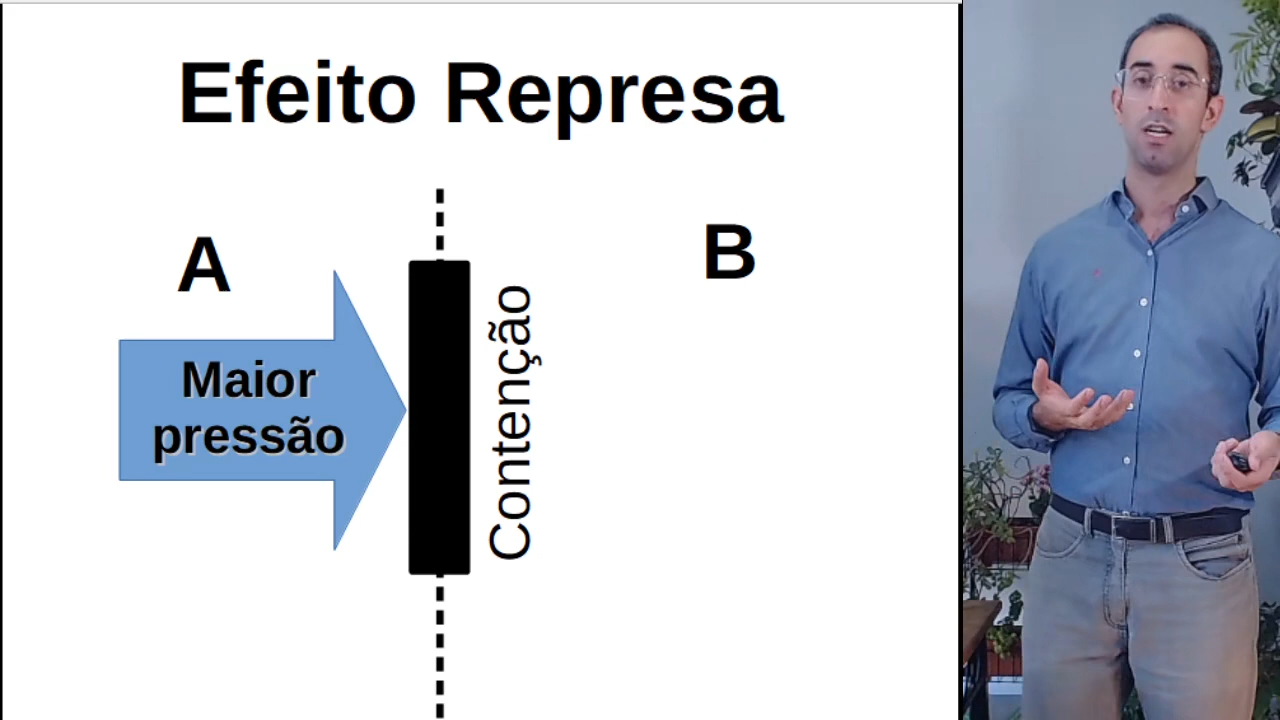 Efeito Represa
A
B
Maior
pressão
Contenção